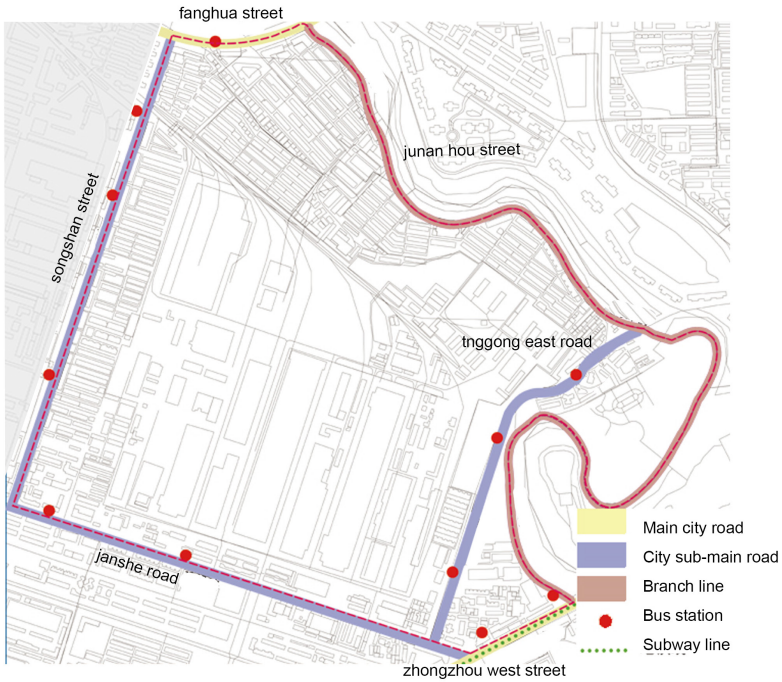 fanghua street
junan hou street
songshan street
tnggong east road
janshe road
zhongzhou west street
Main city road
City sub-main road
Branch line
Bus station
Subway line